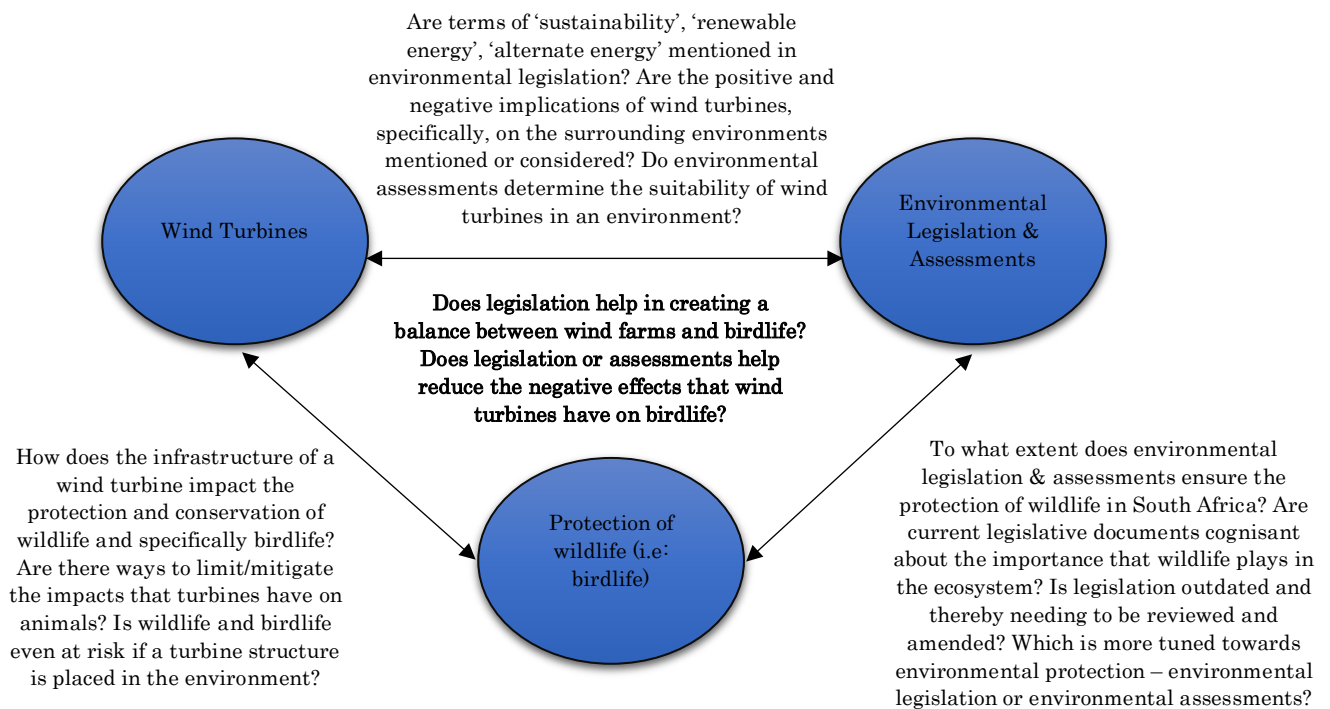 Are terms of ‘sustainability’, ‘renewable
energy’, ‘alternate energy’ mentioned in
environmental legislation? Are the positive and
negative implications of wind turbines,
specifically, on the surrounding environments
mentioned or considered? Do environmental
assessments determine the suitability of wind
turbines in an environment?
Wind Turbines
Environmental
Legislation &
Assessments
Does legislation help in creating a
balance between wind farms and birdlife?
Does legislation or assessments help
reduce the negative effects that wind
turbines have on birdlife?
How does the infrastructure of a
wind turbine impact the
protection and conservation of
wildlife and specifically birdlife?
Are there ways to limit/mitigate
the impacts that turbines have on
animals? Is wildlife and birdlife
even at risk if a turbine structure
is placed in the environment?
Protection of
wildlife (i.e:
birdlife)
To what extent does environmental
legislation & assessments ensure the
protection of wildlife in South Africa? Are
current legislative documents cognisant
about the importance that wildlife plays in
the ecosystem? Is legislation outdated and
thereby needing to be reviewed and
amended? Which is more tuned towards
environmental protection – environmental
legislation or environmental assessments?